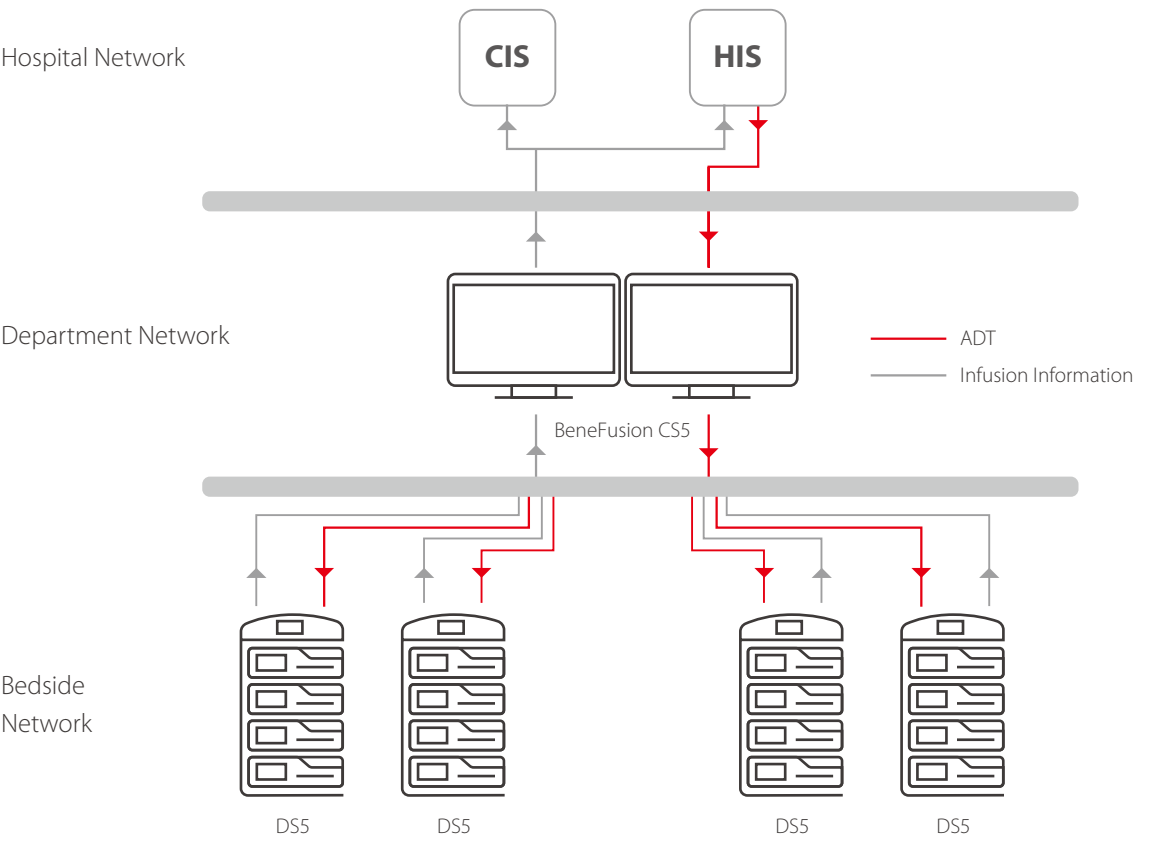 Hospital Network
CIS
HIS
Department Network
ADT
Infusion Information
BeneFusion CS5
Bedside
Network
DS5
DS5
DS5
DS5